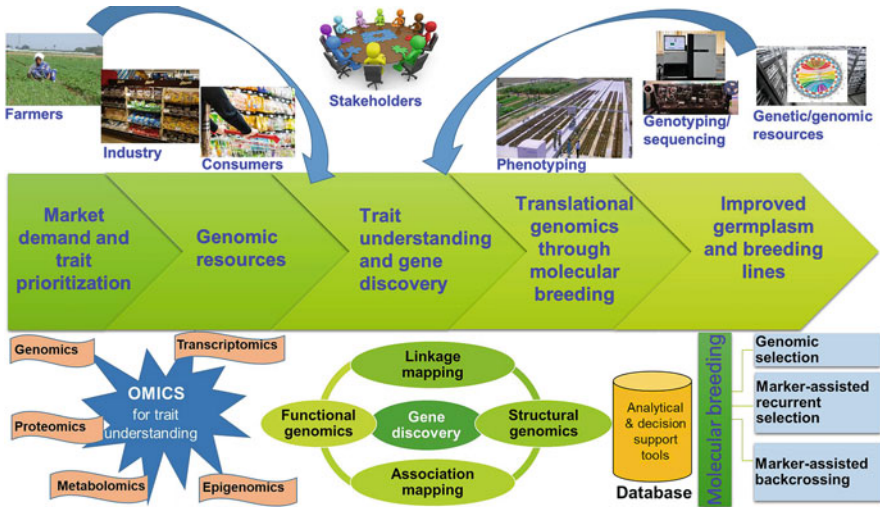 Farmers
Industry
Consumers
Stakeholders
Phenotyping
Genotyping/
sequencing
Genetic/genomic
resources
Market
demand and
trait
prioritization
Genomic
resources
Trait
understanding
and gene
discovery
Translational
genomics
through
molecular
breeding
Improved
germplasm
and breeding
lines
Genomics
Transcriptomics
OMICS
for trait
understanding
Proteomics
Metabolomics
Epigenomics
Linkage
mapping
Functional
genomics
Gene
discovery
Structural
genomics
Association
mapping
Analytical
& decision
support
tools
Database
Molecular breeding
Genomic
selection
Marker-assisted
recurrent
selection
Marker-assisted
backcrossing